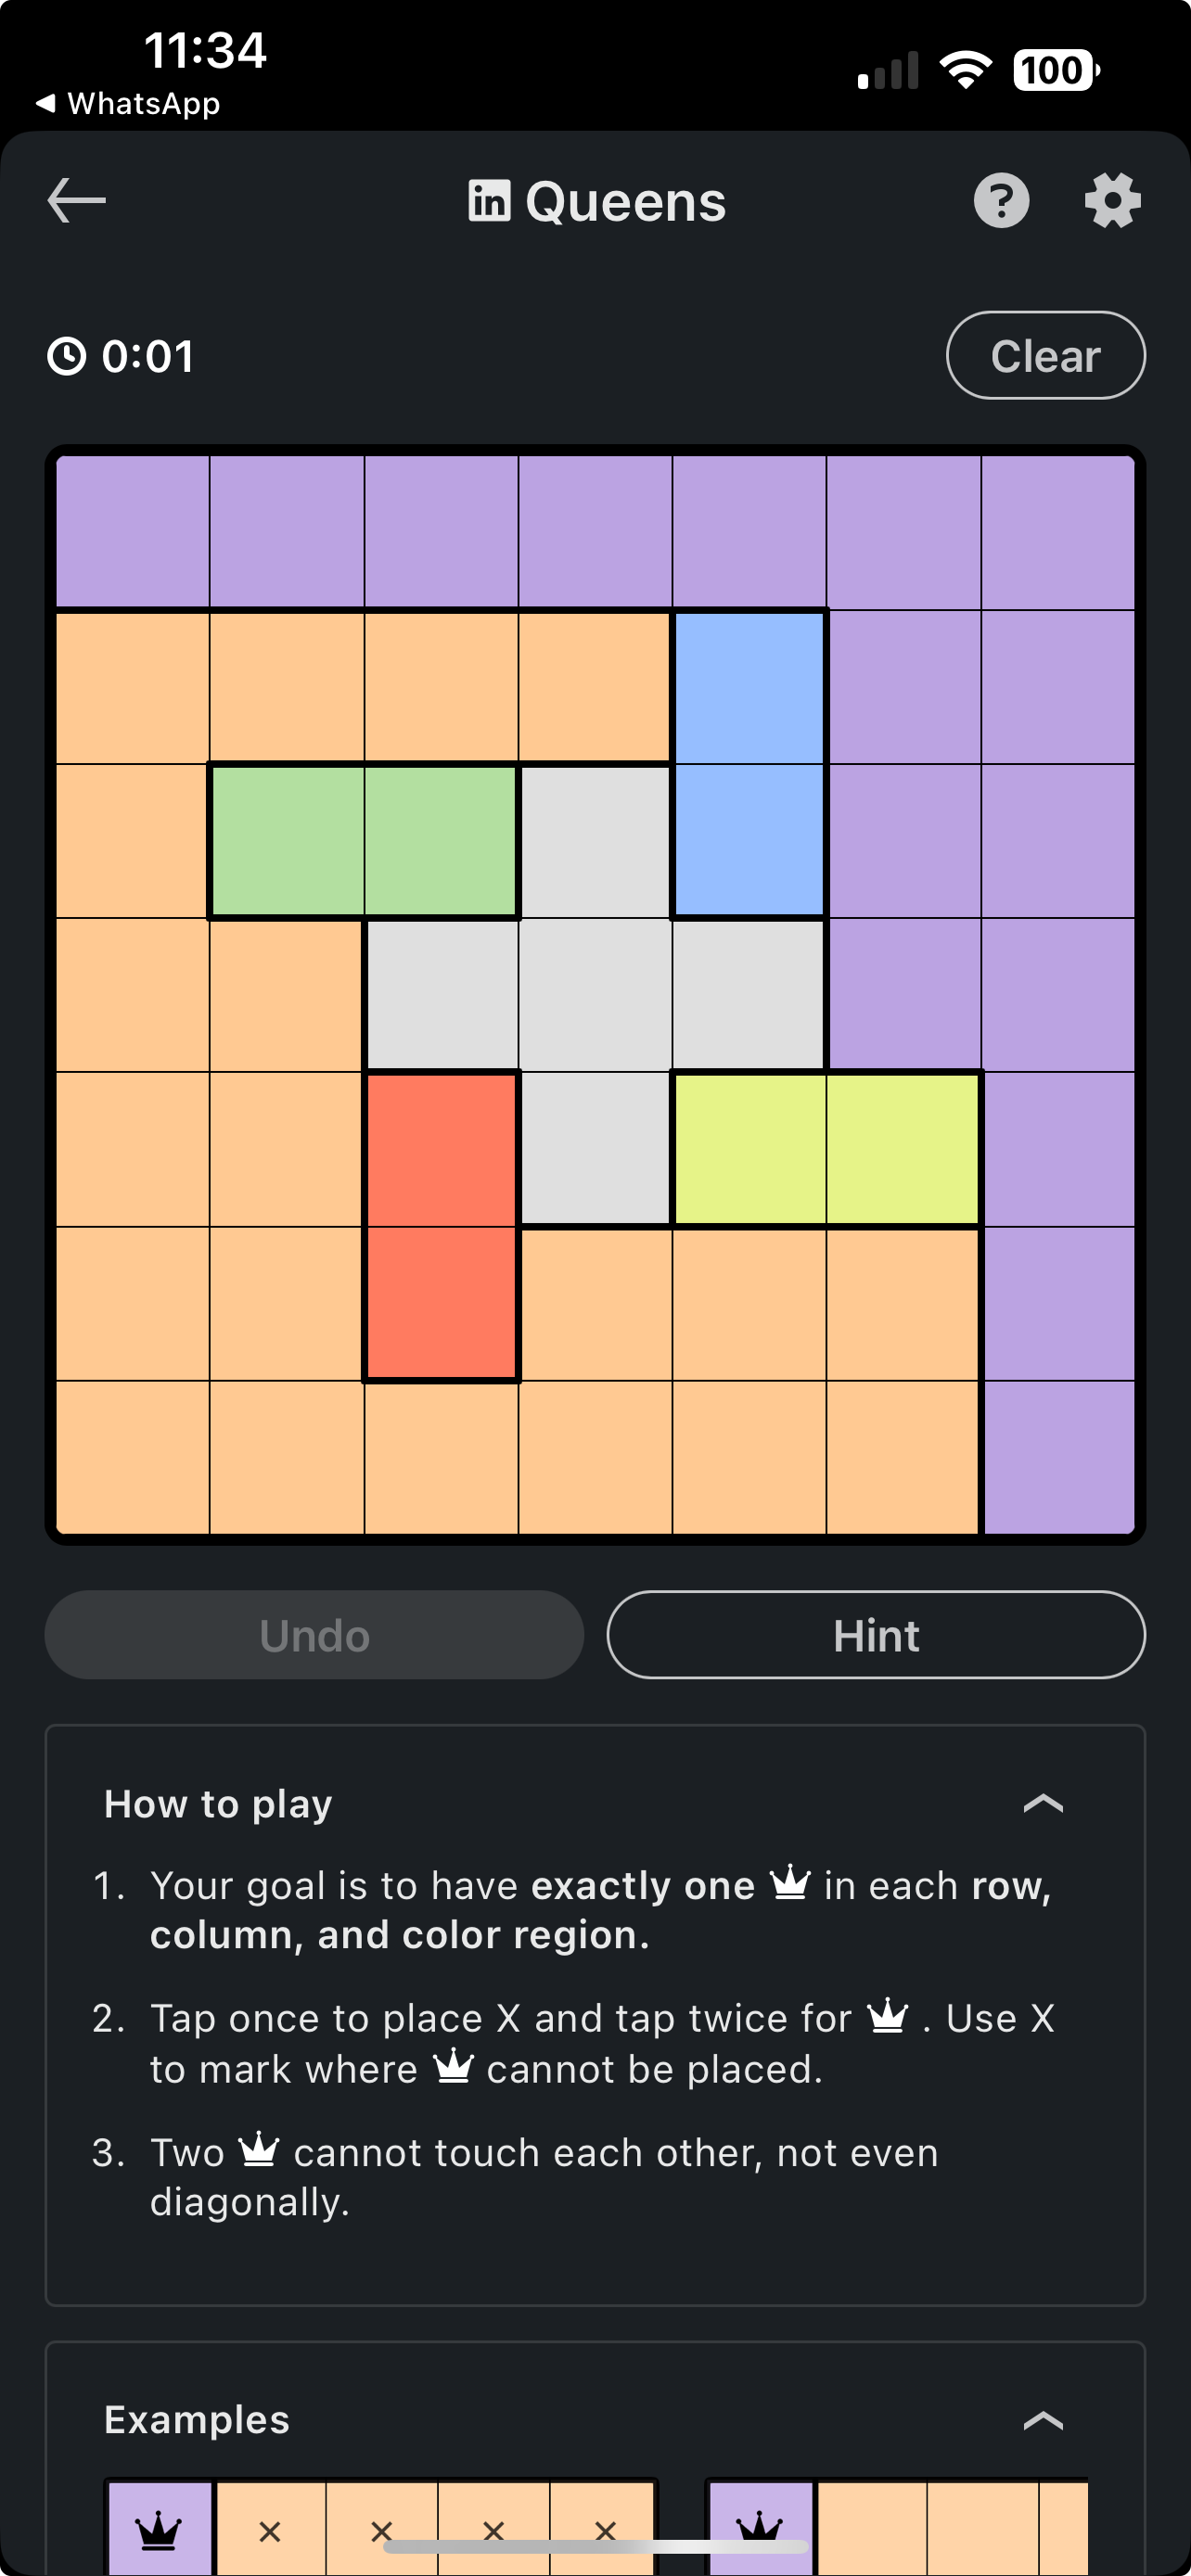 11:34
100
WhatsApp
in Queens
?
0:01
Clear
Undo
Hint
How to play
1. Your goal is to have exactly one in each row,
column, and color region.
2. Tap once to place X and tap twice for . Use X
to mark where cannot be placed.
3. Two cannot touch each other, not even
diagonally.
Examples
× × × ×